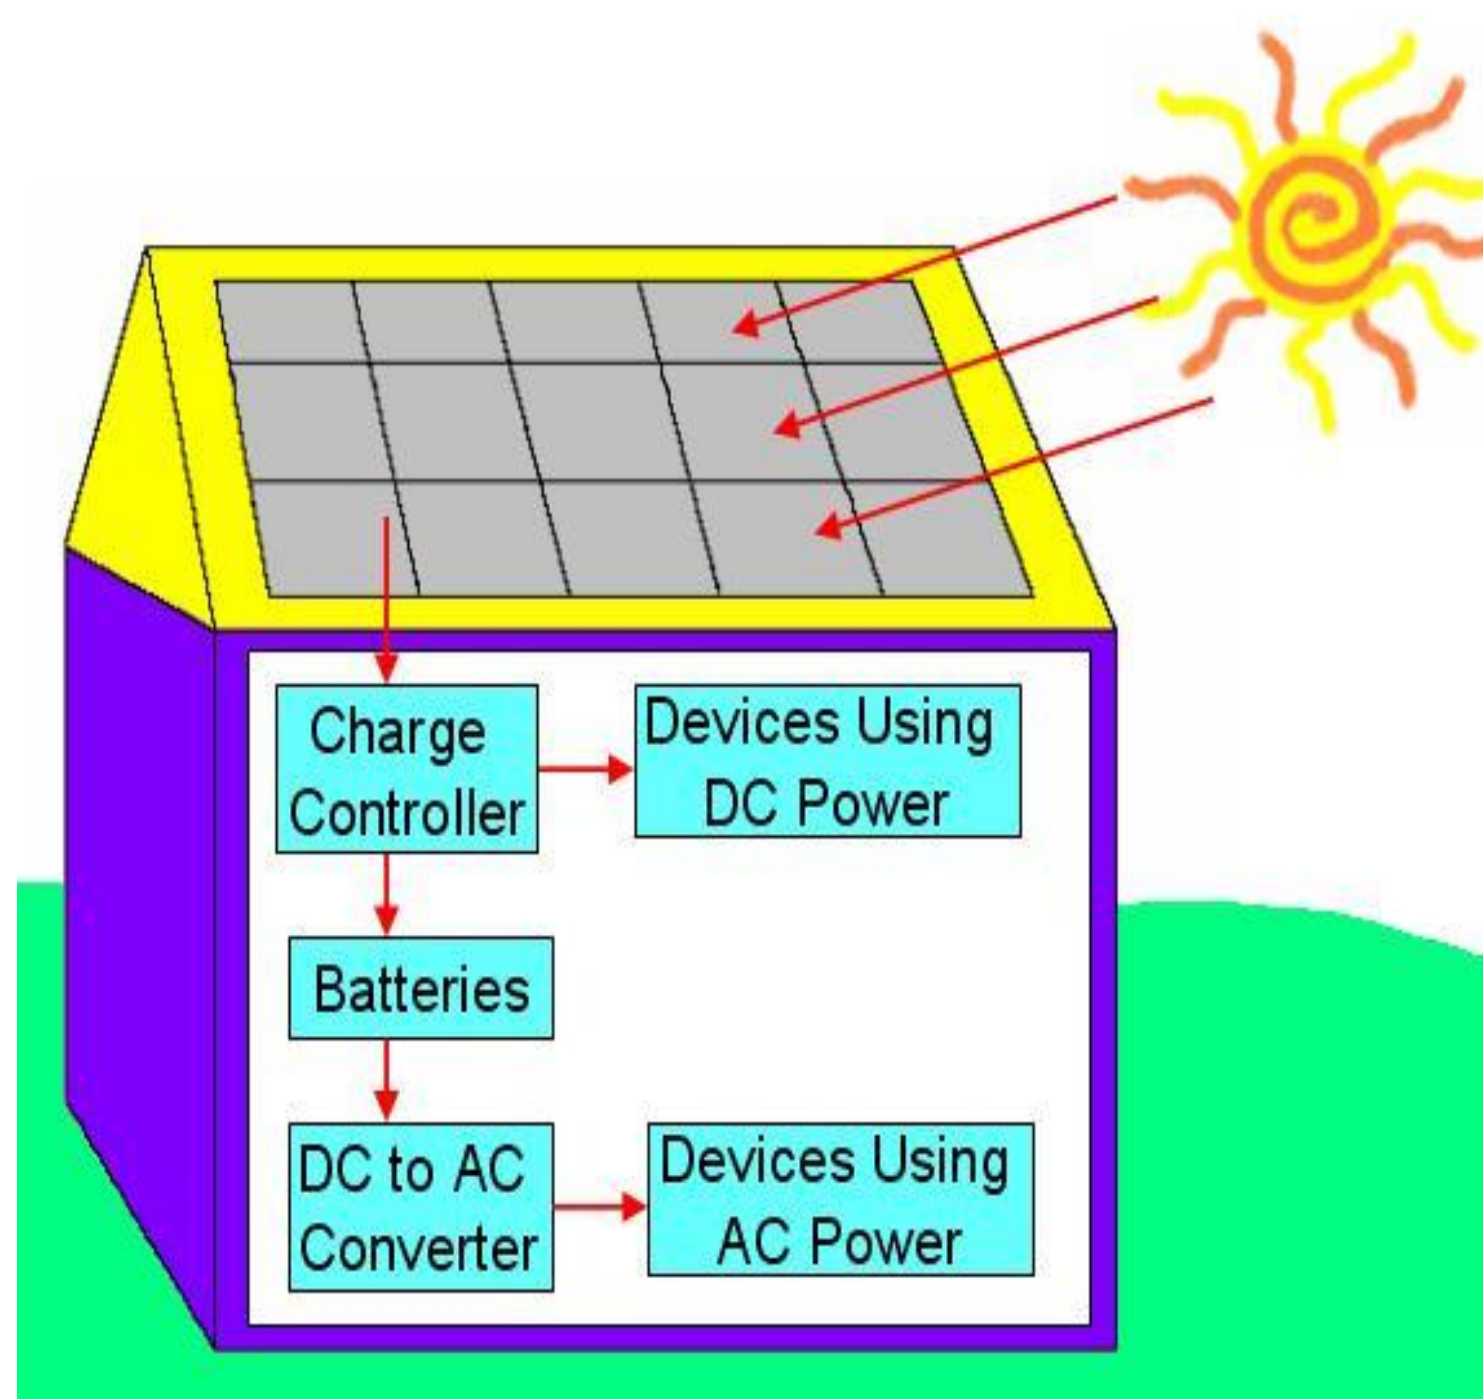 Charge
Controller
Devices Using
DC Power
Batteries
DC to AC
Converter
Devices Using
AC Power